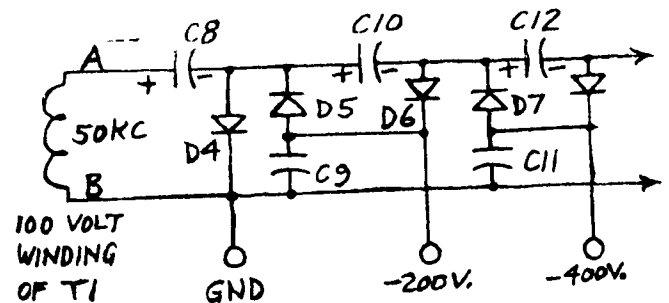 C8
C10
C12
A
+
-
+
-
+
-
50KC
D5
D6
D7
D4
C9
C11
B
100 VOLT
WINDING
OF T1
GND
-200V.
-400V.